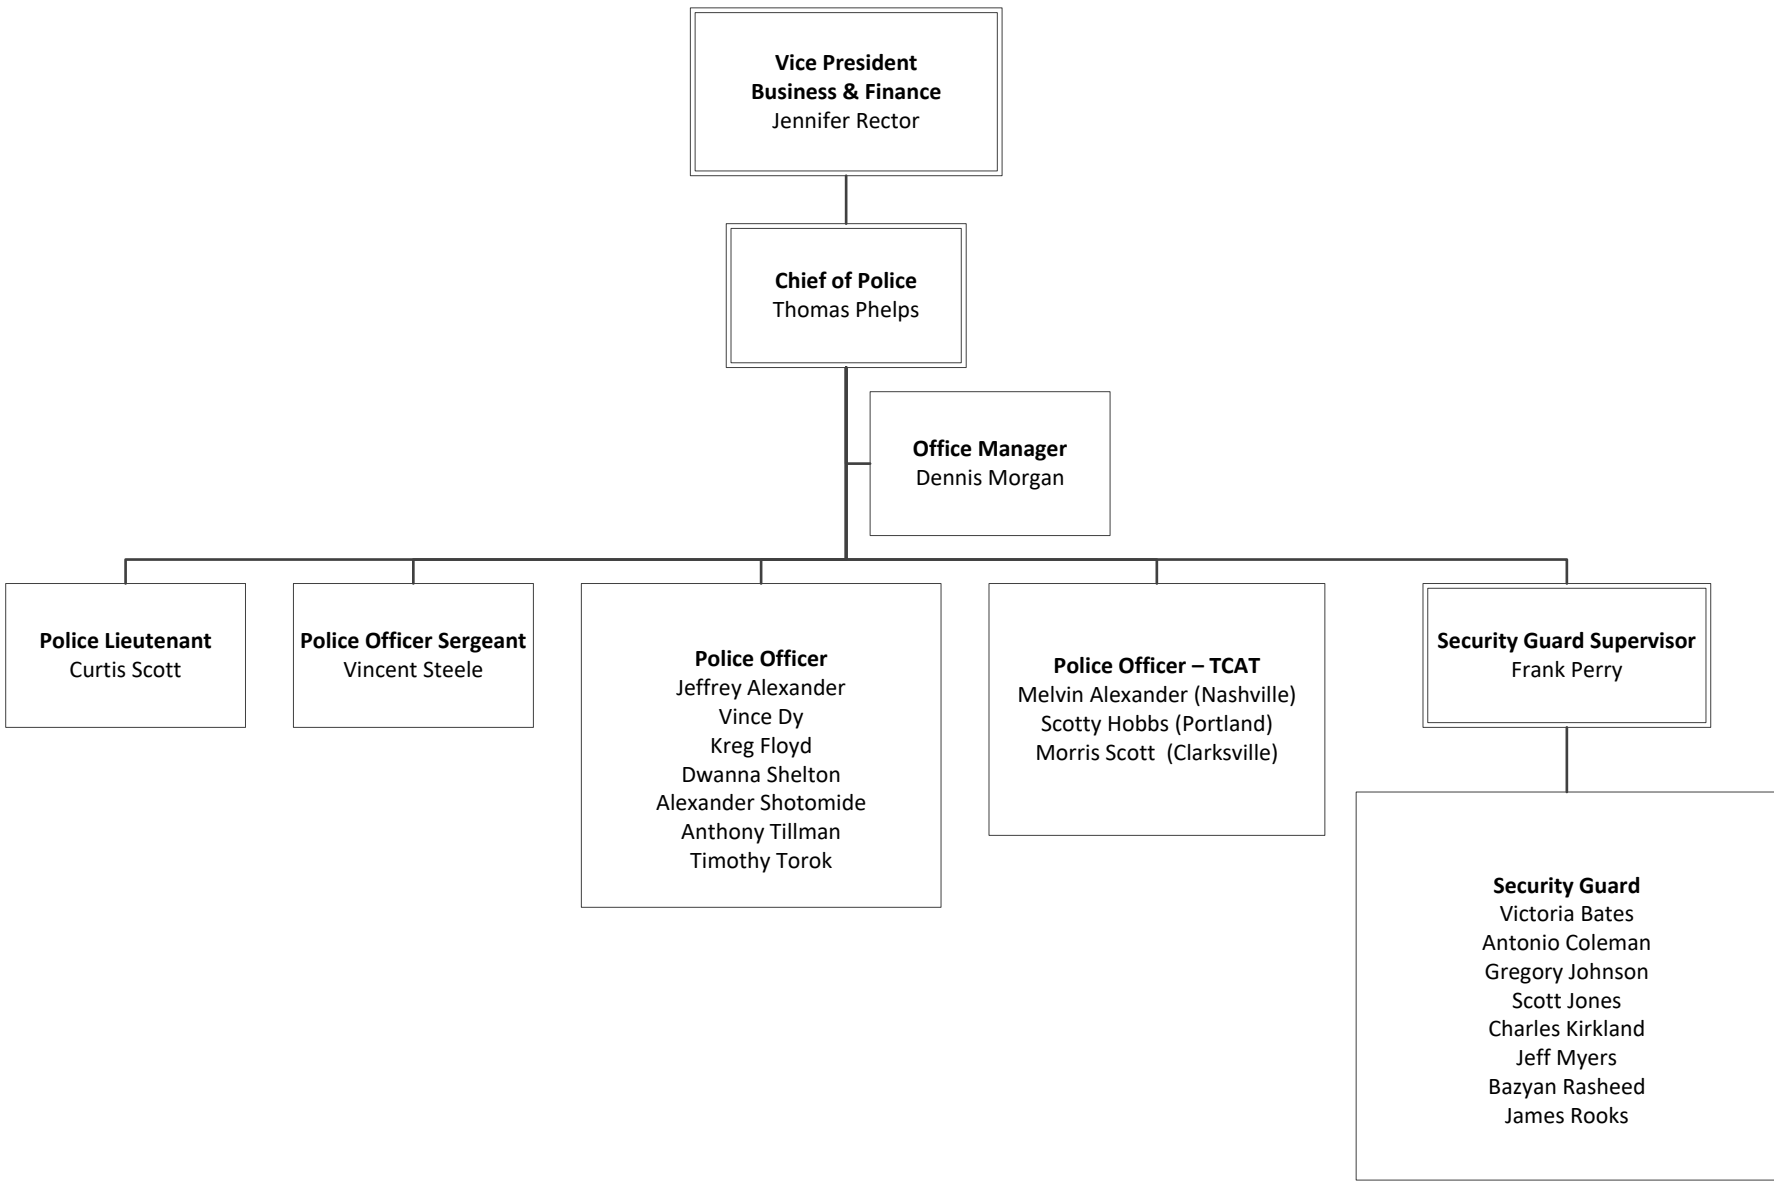 Vice President
Business & Finance
Jennifer Rector
Chief of Police
Thomas Phelps
Office Manager
Dennis Morgan
Police Lieutenant
Curtis Scott
Police Officer Sergeant
Vincent Steele
Police Officer
Jeffrey Alexander
Vince Dy
Kreg Floyd
Dwanna Shelton
Alexander Shotomide
Anthony Tillman
Timothy Torok
Police Officer – TCAT
Melvin Alexander (Nashville)
Scotty Hobbs (Portland)
Morris Scott  (Clarksville)
Security Guard Supervisor
Frank Perry
Security Guard
Victoria Bates
Antonio Coleman
Gregory Johnson
Scott Jones
Charles Kirkland
Jeff Myers
Bazyan Rasheed
James Rooks